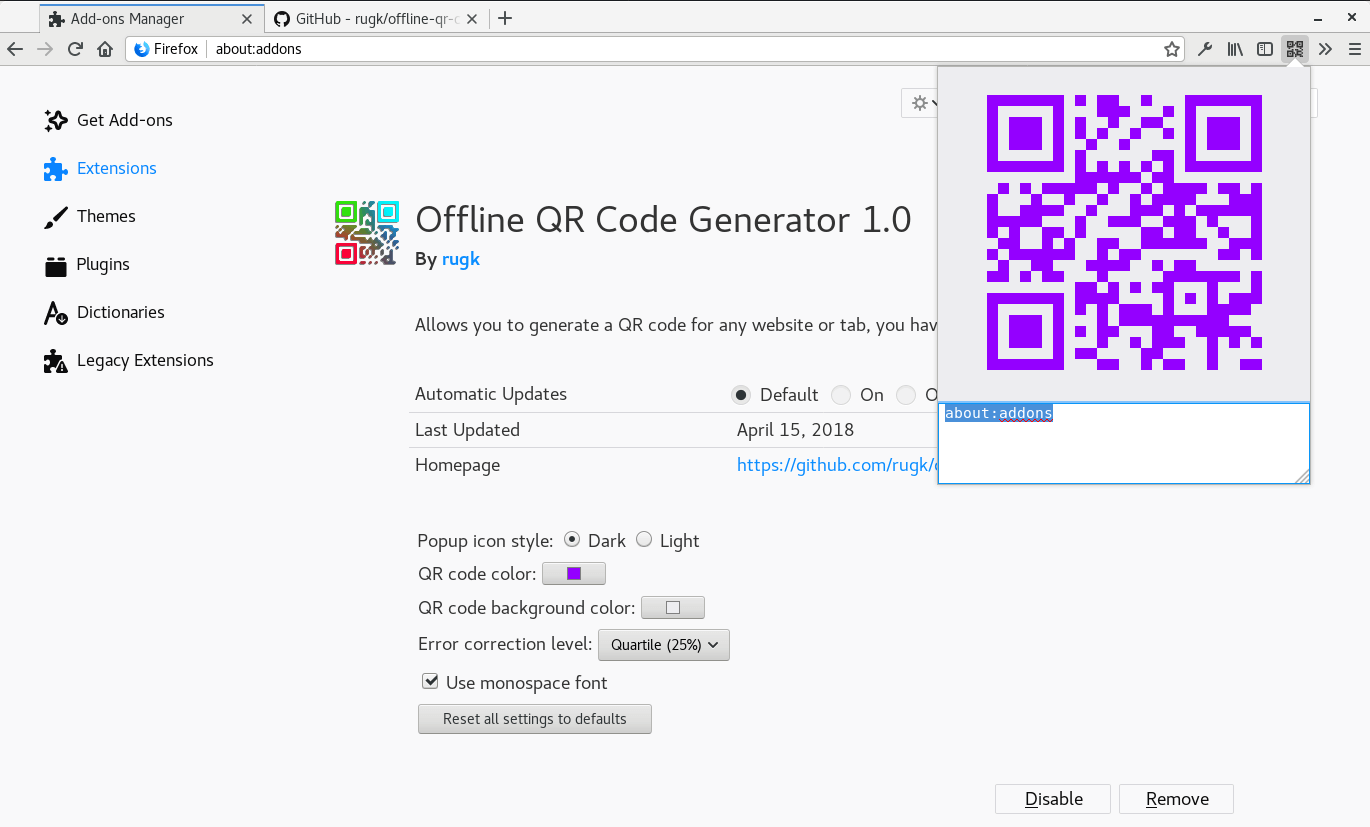 Add-ons Manager
GitHub - rugk/offline-qr-c
Firefox
about:addons
Get Add-ons
Extensions
Themes
Plugins
Dictionaries
Legacy Extensions
Offline QR Code Generator 1.0
By rugk
Allows you to generate a QR code for any website or tab, you hav
Automatic Updates Default On O
Last Updated April 15, 2018
Homepage https://github.com/rugk/
about:addons
Popup icon style: Dark Light
QR code color:
QR code background color:
Error correction level: Quartile (25%)
Use monospace font
Reset all settings to defaults
Disable Remove